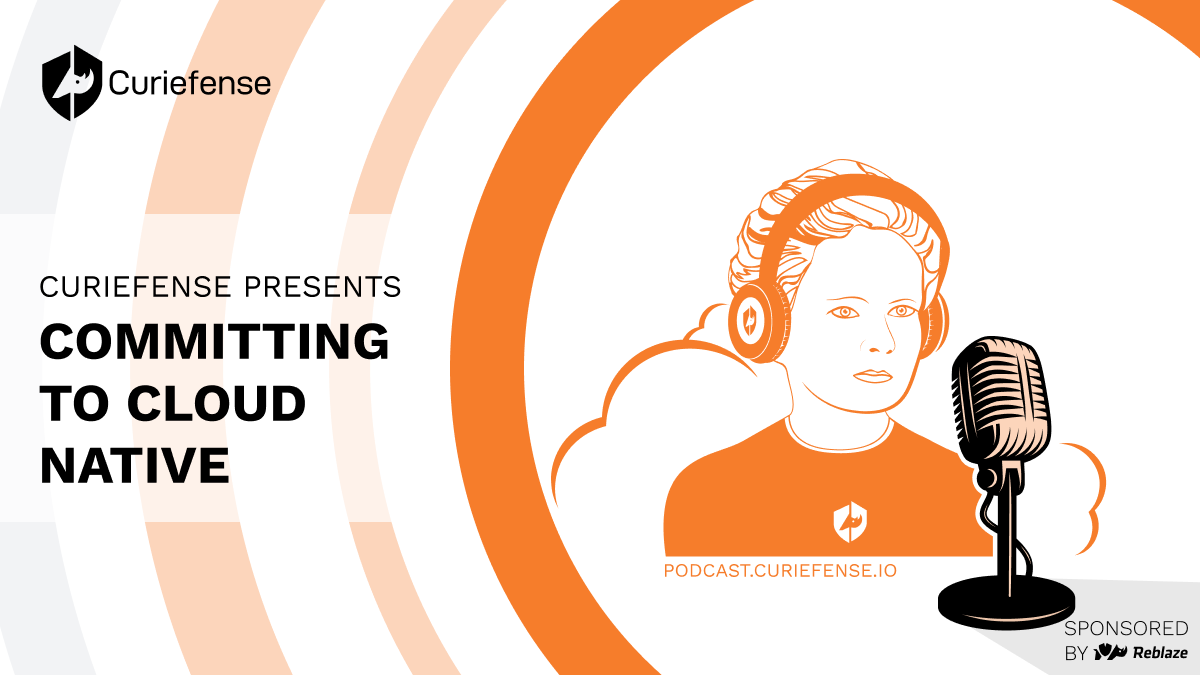 Curiefense
CURIEFENSE PRESENTS
COMMITTING
TO CLOUD
NATIVE
PODCAST.CURIEFENSE.IO
SPONSORED
BY Reblaze